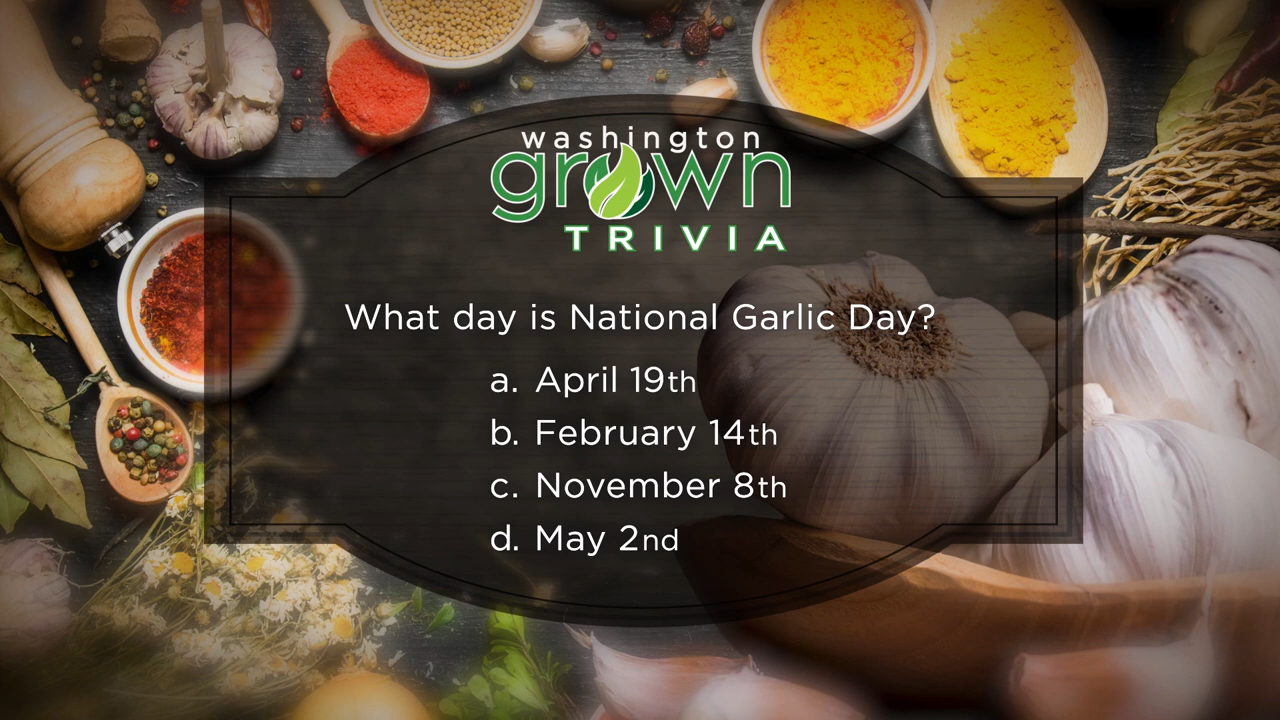 washington
grown
TRIVIA
What day is National Garlic Day?
a. April 19th
b. February 14th
c. November 8th
d. May 2nd